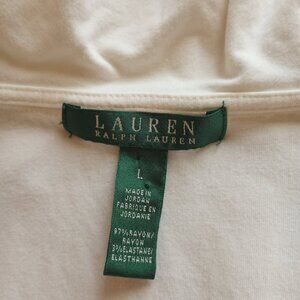 LAUREN
RALPH LAUREN
L
MADE IN
JORDAN
FABRIQUE EN
JORDANIE
97%RAYON/
RAYON
3%ELASTANE/
ELASTHANNE